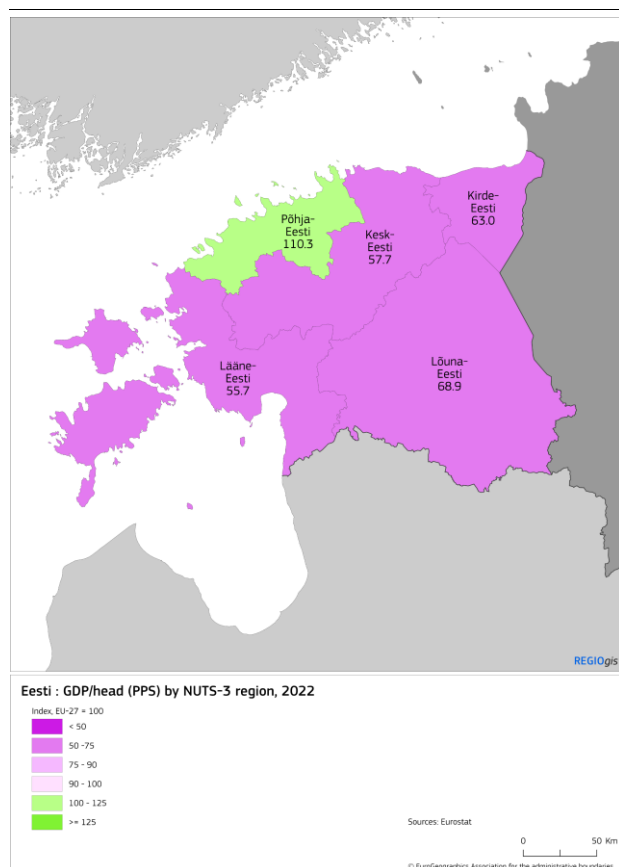 Põhja-
Eesti
110.3
Kirde-
Eesti
63.0
Kesk-
Eesti
57.7
Lääne-
Eesti
55.7
Lõuna-
Eesti
68.9
REGIOgis
Eesti : GDP/head (PPS) by NUTS-3 region, 2022
Index, EU-27 = 100
< 50
50 -75
75 - 90
90 - 100
100 - 125
>= 125
Sources: Eurostat
0 50 Km
© EuroGeographics Association for the administrative boundaries